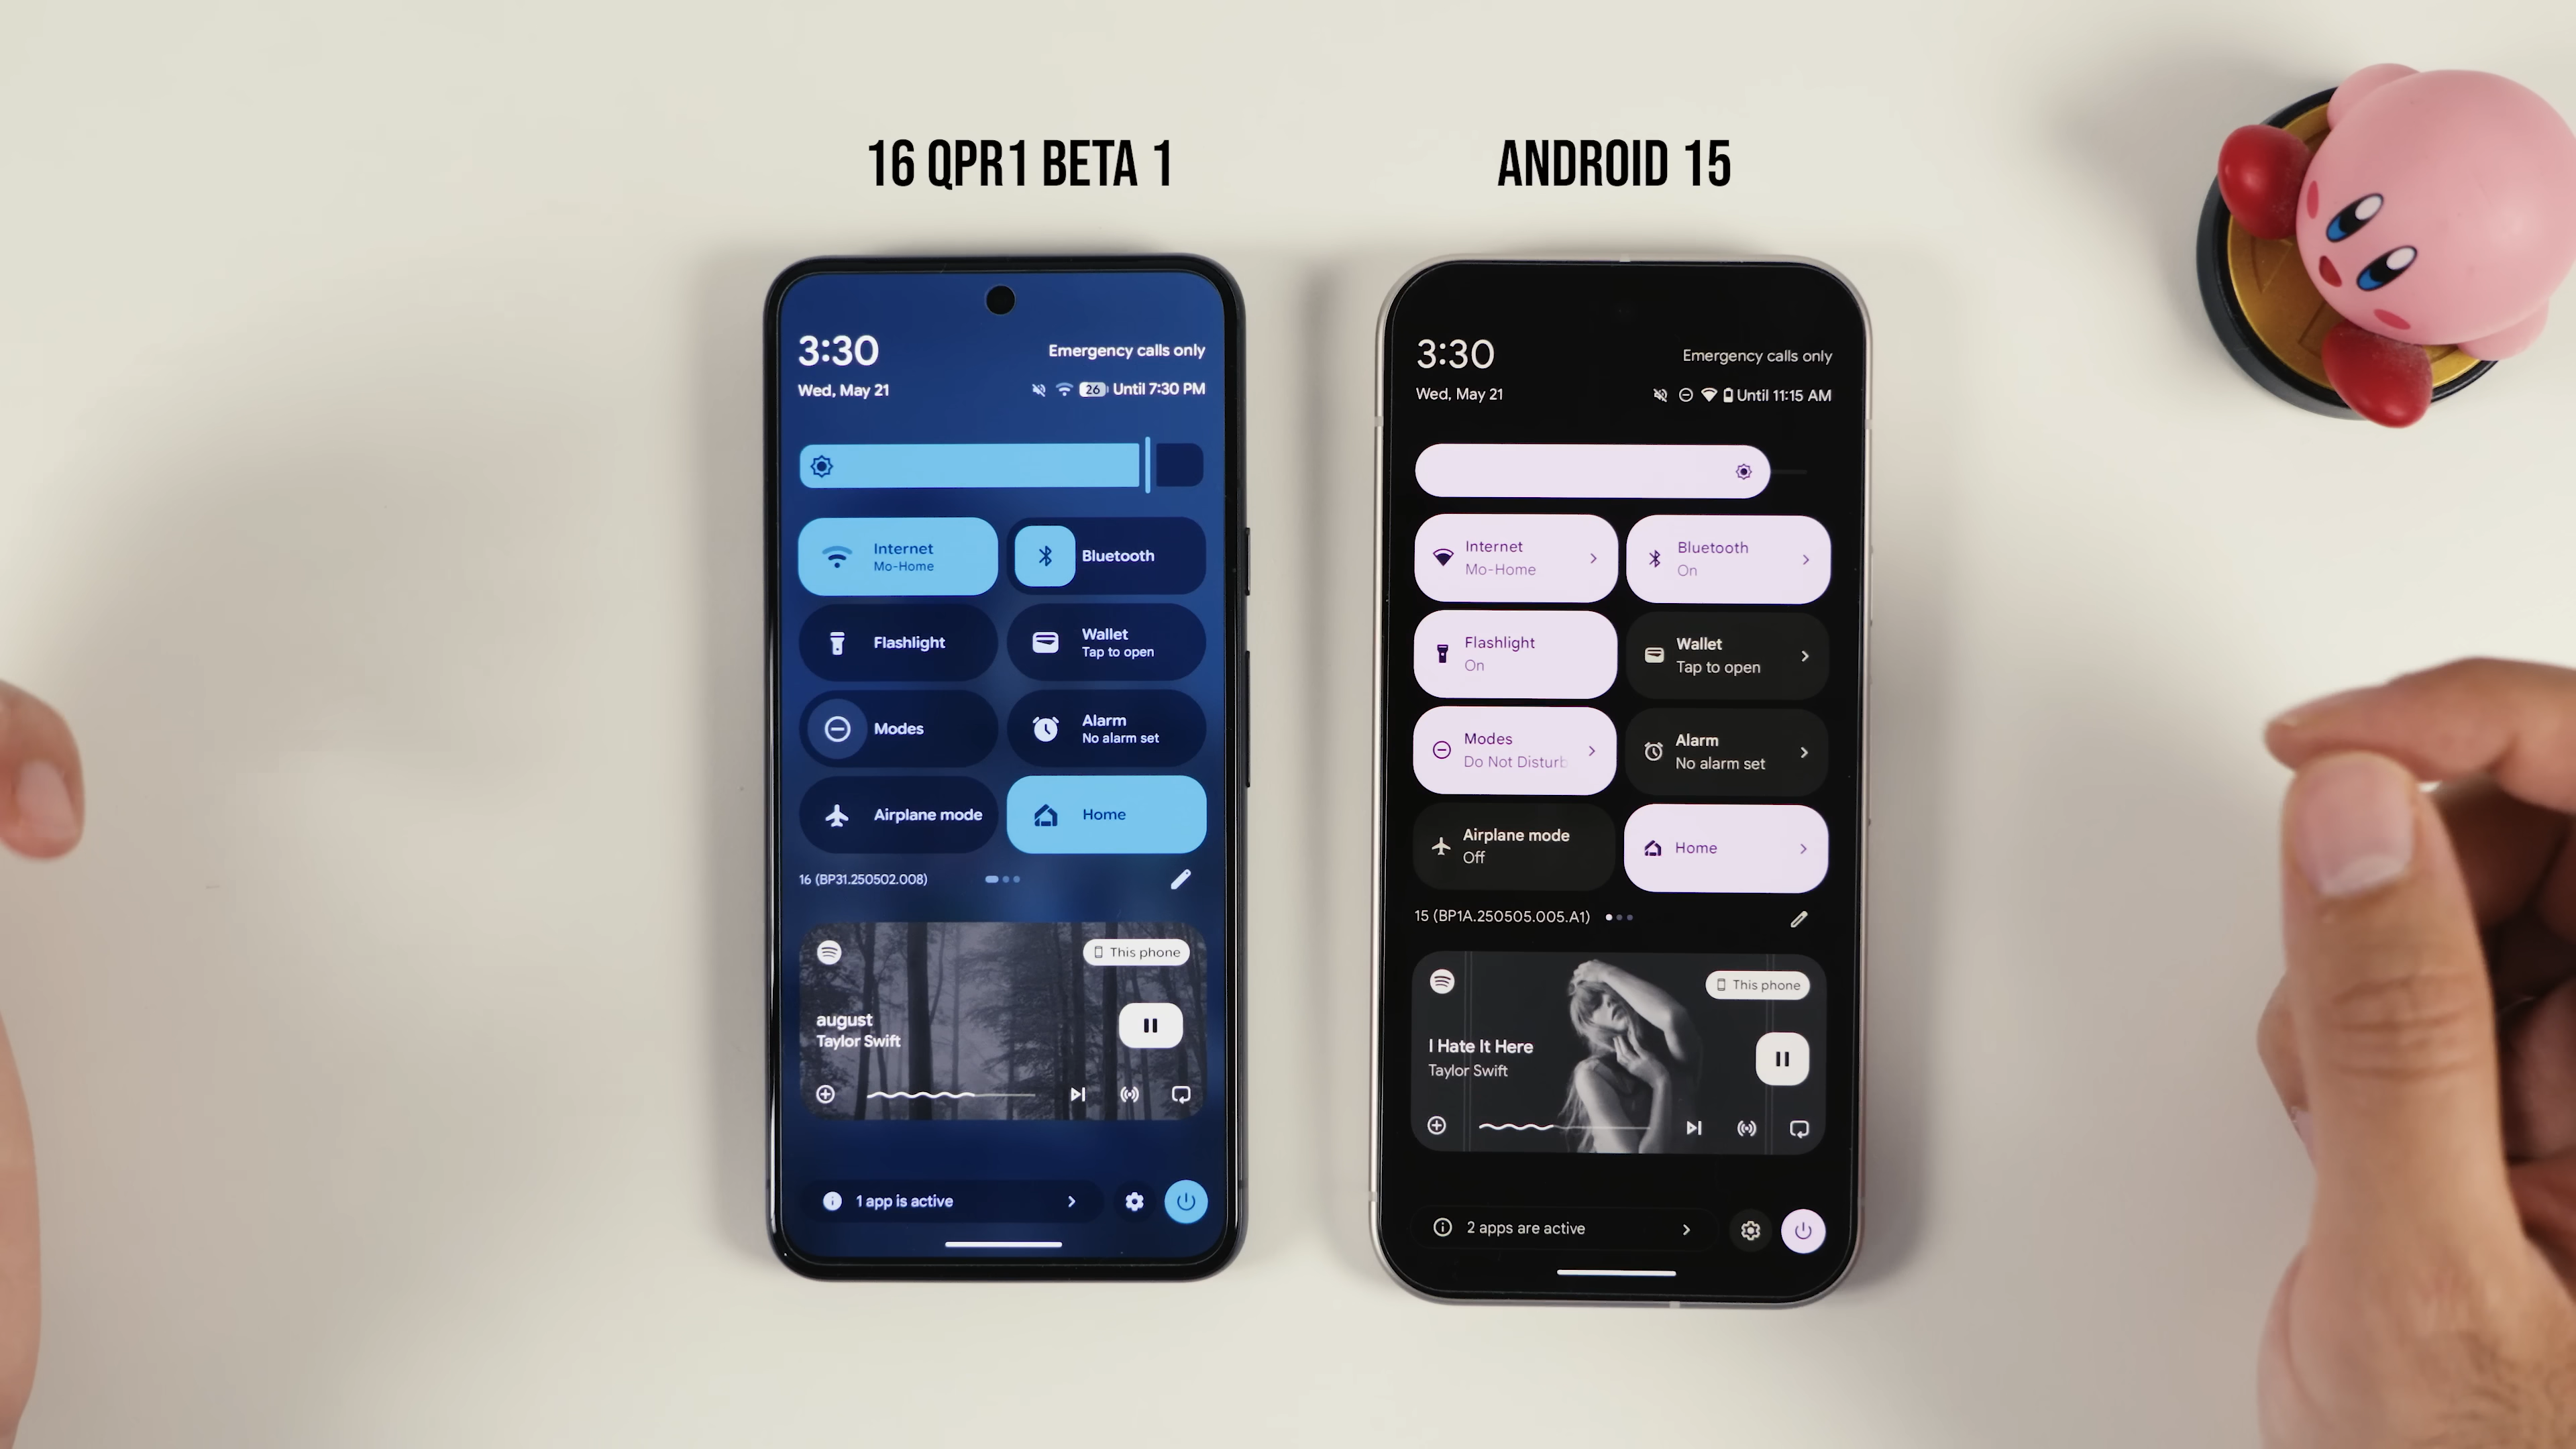 16 QPR1 BETA 1
ANDROID 15
3:30
Emergency calls only
Wed, May 21
26
Until 7:30 PM
Internet
Mo-Home
Bluetooth
Flashlight
Wallet
Tap to open
Modes
Alarm
No alarm set
Airplane mode
Home
16 (BP31.250502.008)
This phone
august
Taylor Swift
1 app is active
3:30
Emergency calls only
Wed, May 21
Until 11:15 AM
Internet
Mo-Home
Bluetooth
On
Flashlight
On
Wallet
Tap to open
Modes
Do Not Disturb
Alarm
No alarm set
Airplane mode
Off
Home
15 (BP1A.250505.005.A1)
This phone
I Hate It Here
Taylor Swift
2 apps are active